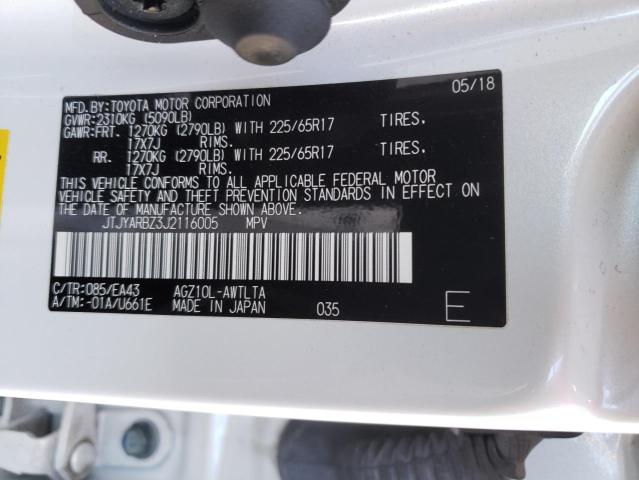 05/18
MFD.BY:TOYOTA MOTOR CORPORATION
GVWR:2310KG (5090LB)
GAWR:FRT. 1270KG (2790LB) WITH 225/65R17 TIRES,
17X7J RIMS.
RR. 1270KG (2790LB) WITH 225/65R17 TIRES,
17X7J RIMS.
THIS VEHICLE CONFORMS TO ALL APPLICABLE FEDERAL MOTOR
VEHICLE SAFETY AND THEFT PREVENTION STANDARDS IN EFFECT ON
THE DATE OF MANUFACTURE SHOWN ABOVE.
JTJYARBZ3J2116005 MPV
C/TR:085/EA43 AGZ10L-AWTLTA
A/TM:-01A/U661E MADE IN JAPAN 035 E